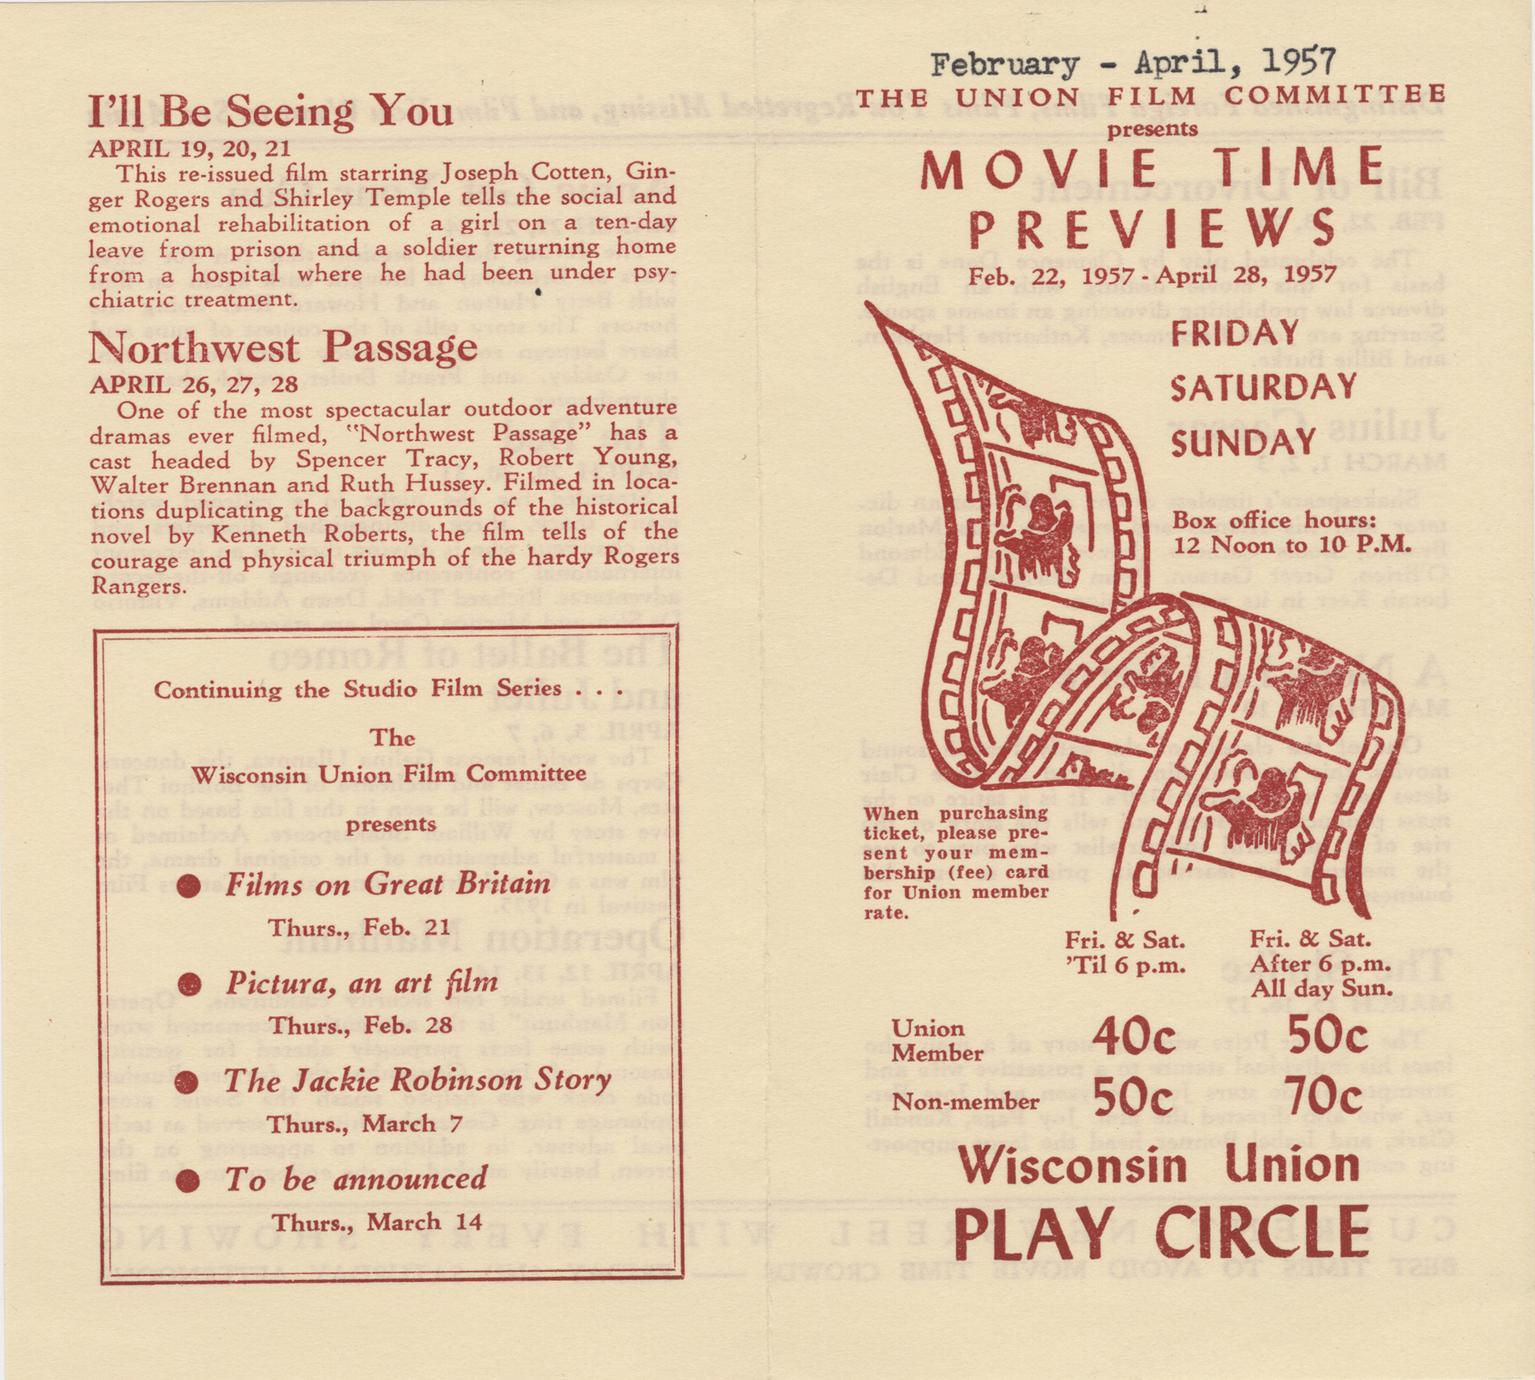 I'll Be Seeing You
APRIL 19, 20, 21
This re-issued film starring Joseph Cotten, Gin-
ger Rogers and Shirley Temple tells the social and
emotional rehabilitation of a girl on a ten-day
leave from prison and a soldier returning home
from a hospital where he had been under psy-
chiatric treatment.
Northwest Passage
APRIL 26, 27, 28
One of the most spectacular outdoor adventure
dramas ever filmed, "Northwest Passage" has a
cast headed by Spencer Tracy, Robert Young,
Walter Brennan and Ruth Hussey. Filmed in loca-
tions duplicating the backgrounds of the historical
novel by Kenneth Roberts, the film tells of the
courage and physical triumph of the hardy Rogers
Rangers.
Continuing the Studio Film Series . . .
The
Wisconsin Union Film Committee
presents
● Films on Great Britain
Thurs., Feb. 21
● Pictura, an art film
Thurs., Feb. 28
● The Jackie Robinson Story
Thurs., March 7
● To be announced
Thurs., March 14
February - April, 1957
THE UNION FILM COMMITTEE
presents
MOVIE TIME
PREVIEWS
Feb. 22, 1957 - April 28, 1957
FRIDAY
SATURDAY
SUNDAY
Box office hours:
12 Noon to 10 P.M.
When purchasing
ticket, please pre-
sent your mem-
bership (fee) card
for Union member
rate.
Fri. & Sat.
'Til 6 p.m.
Fri. & Sat.
After 6 p.m.
All day Sun.
Union
Member 40c 50c
Non-member 50c 70c
Wisconsin Union
PLAY CIRCLE